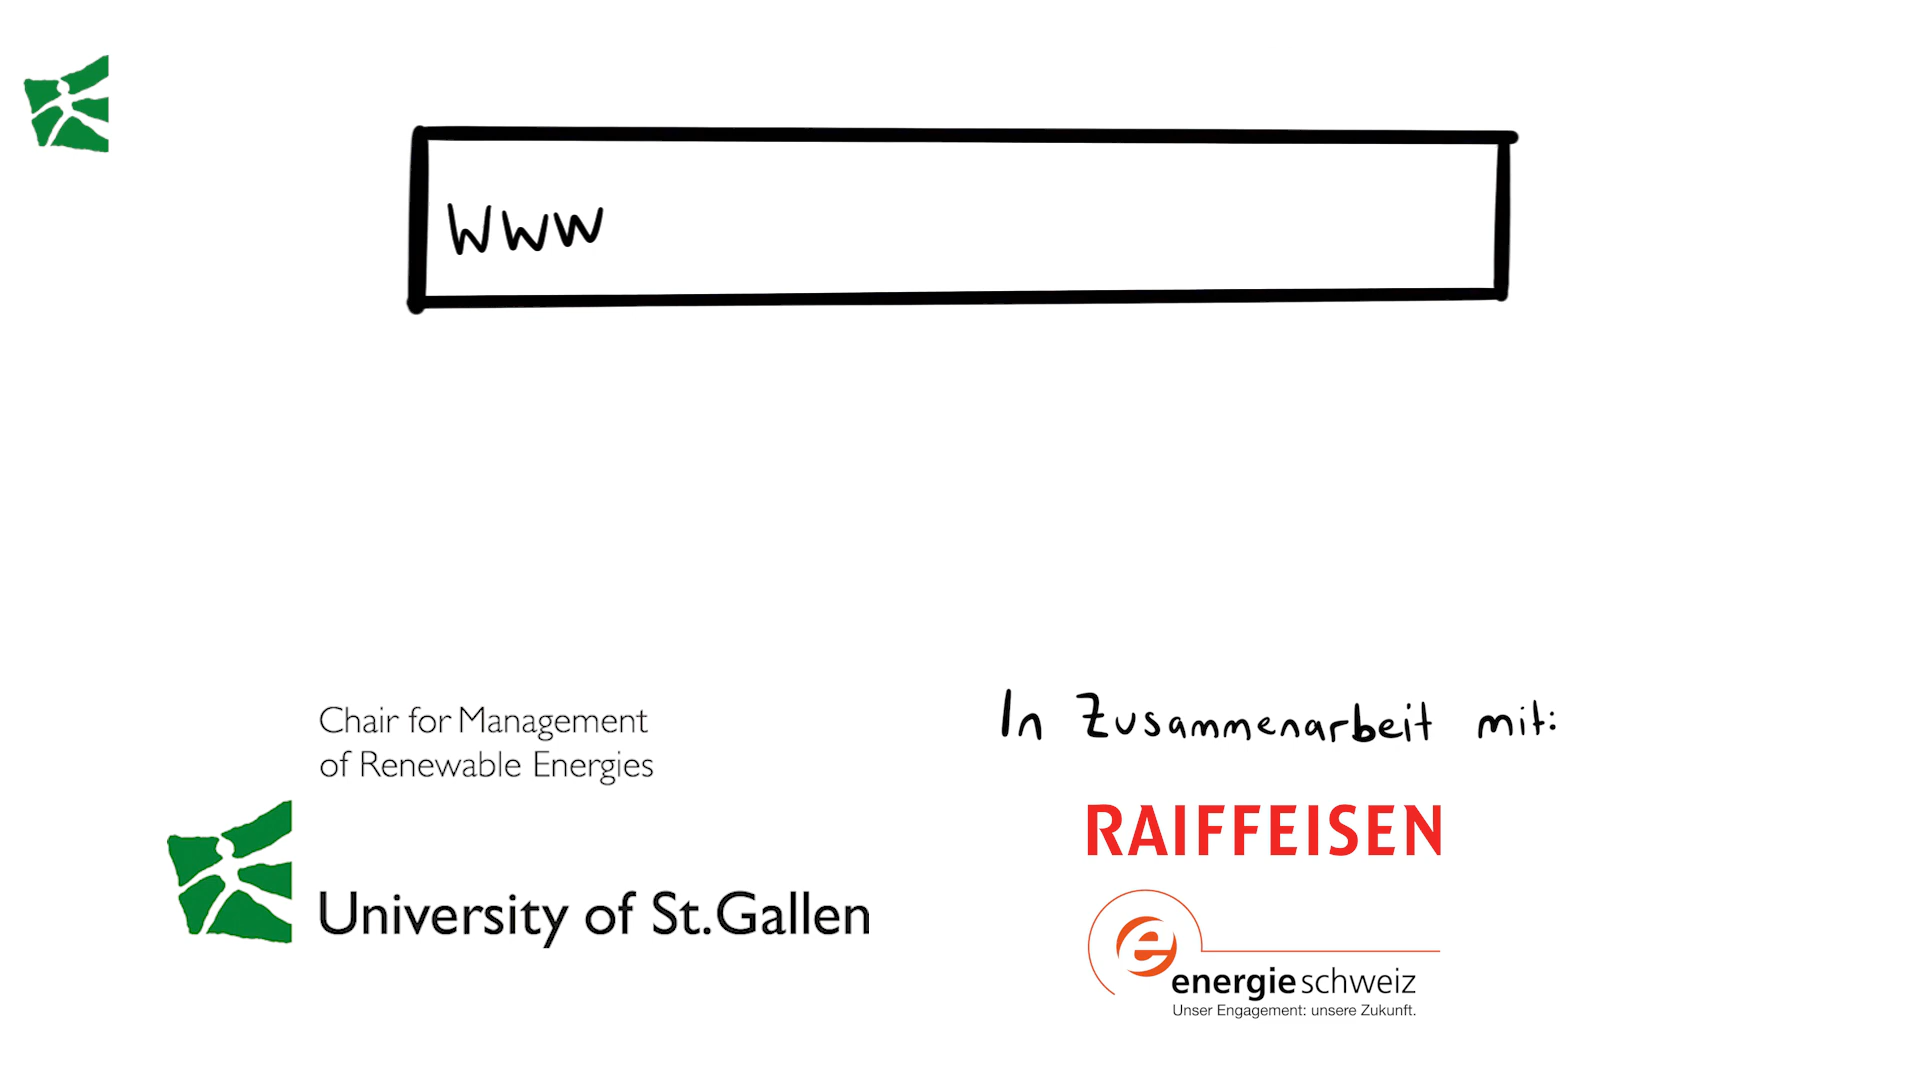 www
Chair for Management
of Renewable Energies
University of St.Gallen
In Zusammenarbeit mit:
RAIFFEISEN
energieschweiz
Unser Engagement: unsere Zukunft.